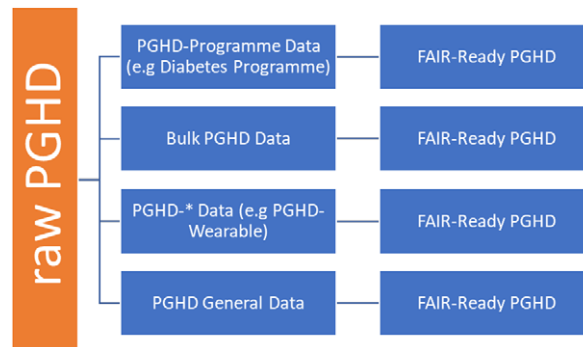 raw PGHD
PGHD-Programme Data
(e.g Diabetes Programme)
FAIR-Ready PGHD
Bulk PGHD Data
FAIR-Ready PGHD
PGHD-* Data (e.g PGHD-
Wearable)
FAIR-Ready PGHD
PGHD General Data
FAIR-Ready PGHD